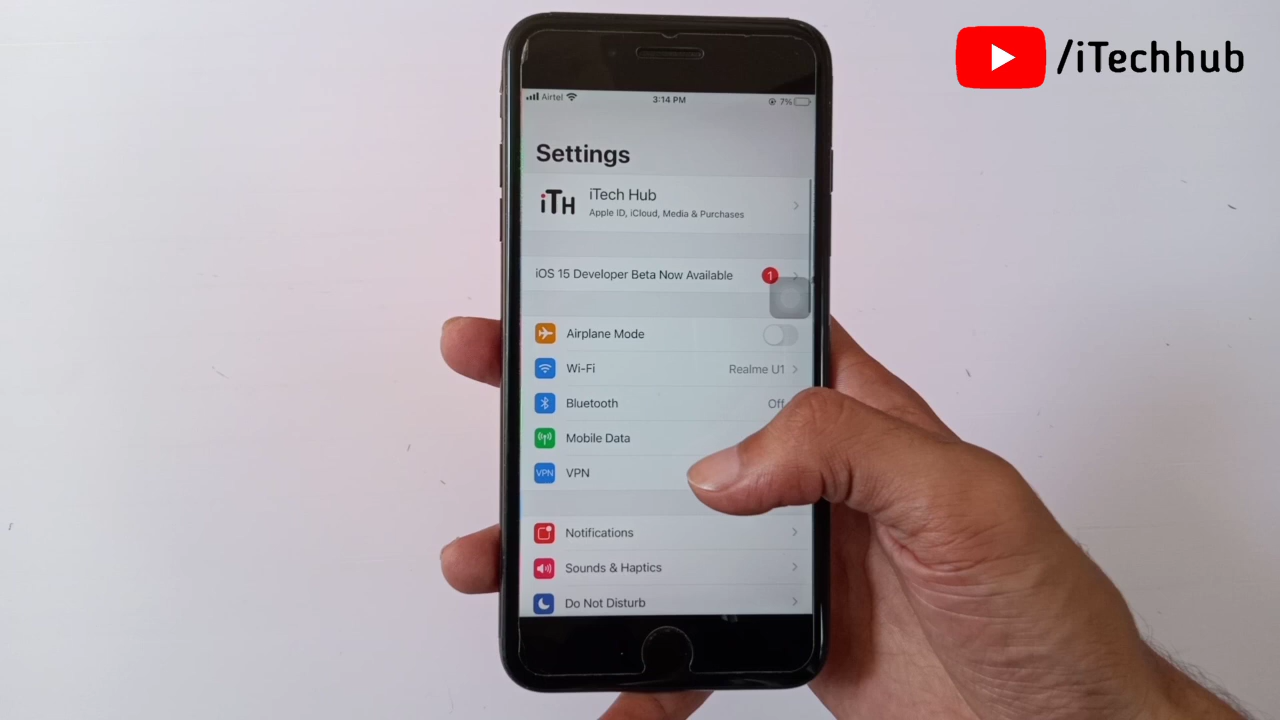 /iTechhub
Airtel 3:14 PM 7%
Settings
iTH iTech Hub
Apple ID, iCloud, Media & Purchases
iOS 15 Developer Beta Now Available 1
Airplane Mode
Wi-Fi Realme U1
Bluetooth Off
Mobile Data
VPN VPN
Notifications
Sounds & Haptics
Do Not Disturb